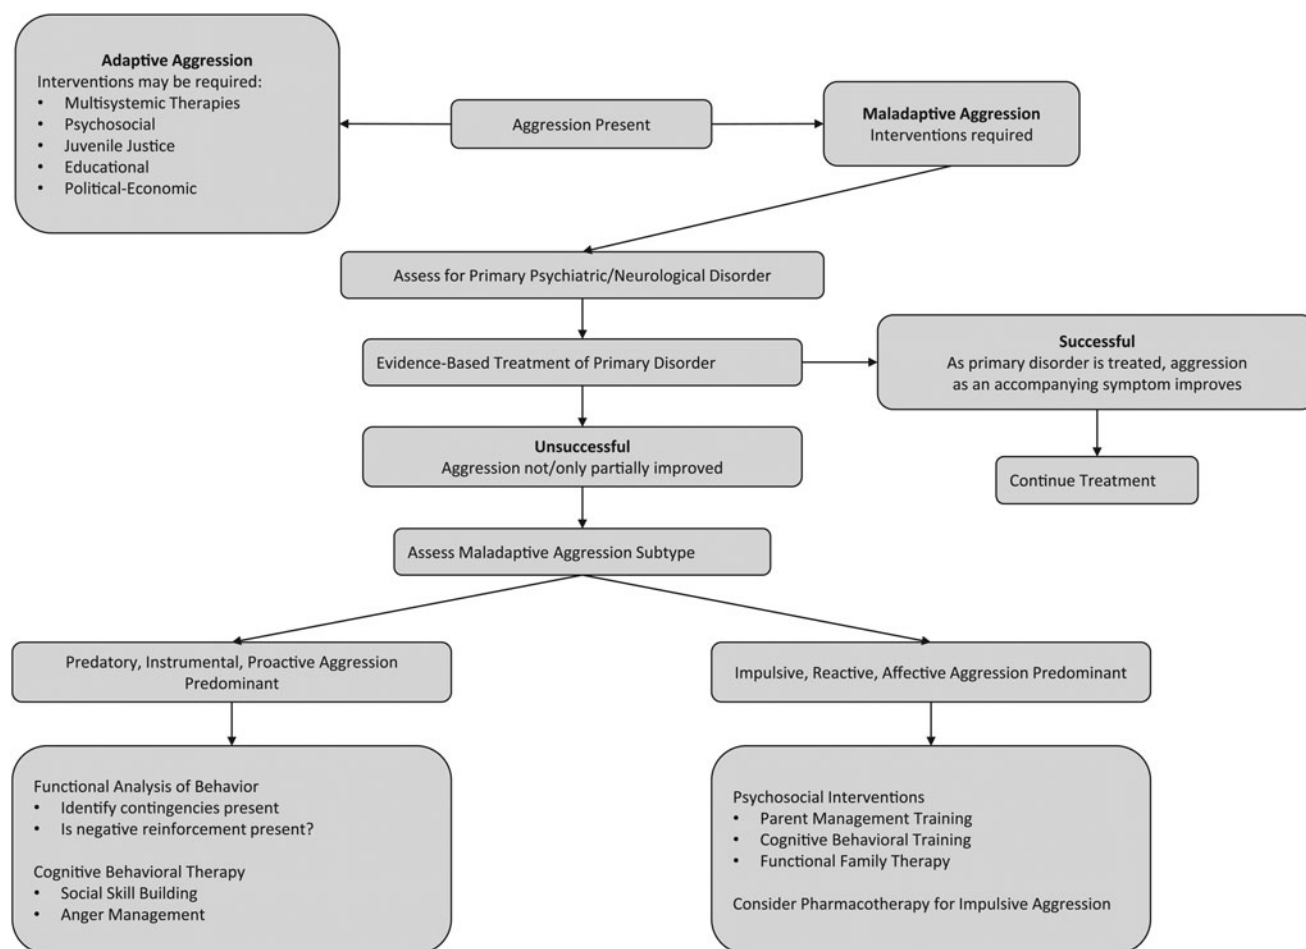 Adaptive Aggression
Interventions may be required:
• Multisystemic Therapies
• Psychosocial
• Juvenile Justice
• Educational
• Political-Economic
Aggression Present
Maladaptive Aggression
Interventions required
Assess for Primary Psychiatric/Neurological Disorder
Evidence-Based Treatment of Primary Disorder
Successful
As primary disorder is treated, aggression
as an accompanying symptom improves
Unsuccessful
Aggression not/only partially improved
Continue Treatment
Assess Maladaptive Aggression Subtype
Predatory, Instrumental, Proactive Aggression
Predominant
Impulsive, Reactive, Affective Aggression Predominant
Functional Analysis of Behavior
• Identify contingencies present
• Is negative reinforcement present?
Cognitive Behavioral Therapy
• Social Skill Building
• Anger Management
Psychosocial Interventions
• Parent Management Training
• Cognitive Behavioral Training
• Functional Family Therapy
Consider Pharmacotherapy for Impulsive Aggression